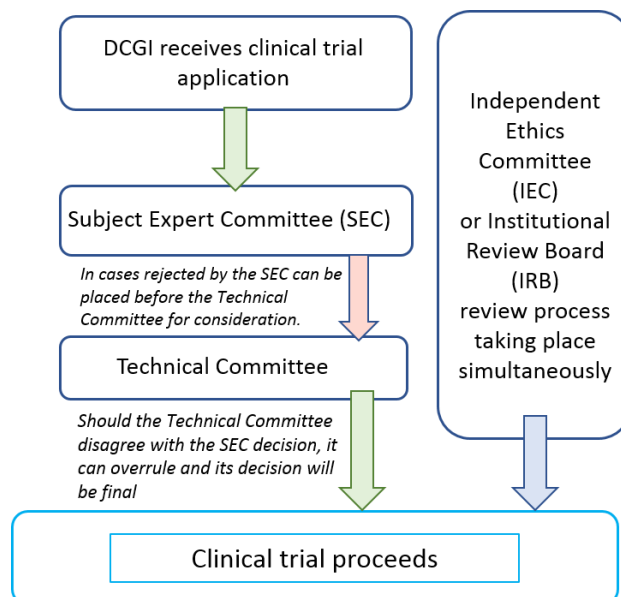 DCGI receives clinical trial
application
Subject Expert Committee (SEC)
In cases rejected by the SEC can be
placed before the Technical
Committee for consideration.
Technical Committee
Should the Technical Committee
disagree with the SEC decision, it
can overrule and its decision will
be final
Independent
Ethics
Committee
(IEC)
or Institutional
Review Board
(IRB)
review process
taking place
simultaneously
Clinical trial proceeds